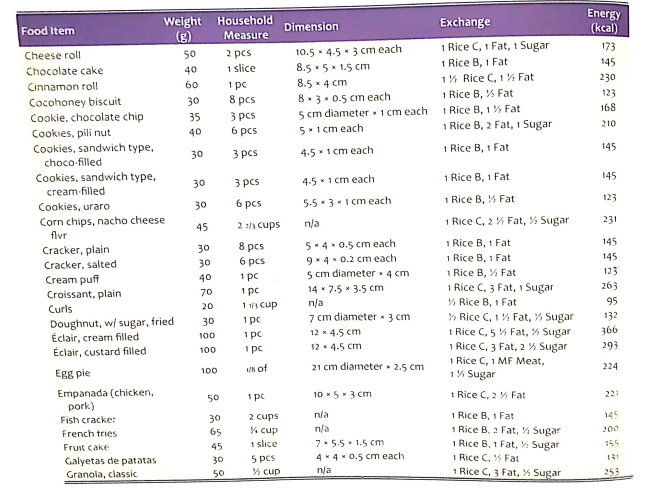 Food Item Weight (g) Household Measure Dimension Exchange Energy (kcal)
Cheese roll 50 2 pcs 10.5 × 4.5 × 3 cm each 1 Rice C, 1 Fat, 1 Sugar 173
Chocolate cake 40 1 slice 8.5 × 5 × 1.5 cm 1 Rice B, 1 Fat 145
Cinnamon roll 60 1 pc 8.5 × 4 cm 1 ½ Rice C, 1 ½ Fat 230
Cocohoney biscuit 30 8 pcs 8 × 3 × 0.5 cm each 1 Rice B, ½ Fat 123
Cookie, chocolate chip 35 3 pcs 5 cm diameter × 1 cm each 1 Rice B, 1 ½ Fat 168
Cookies, pili nut 40 6 pcs 5 × 1 cm each 1 Rice B, 2 Fat, 1 Sugar 210
Cookies, sandwich type, choco-filled 30 3 pcs 4.5 × 1 cm each 1 Rice B, 1 Fat 145
Cookies, sandwich type, cream-filled 30 3 pcs 4.5 × 1 cm each 1 Rice B, 1 Fat 145
Cookies, uraro 30 6 pcs 5.5 × 3 × 1 cm each 1 Rice B, ½ Fat 123
Corn chips, nacho cheese flvr 45 2 2/3 cups n/a 1 Rice C, 2 ½ Fat, ½ Sugar 231
Cracker, plain 30 8 pcs 5 × 4 × 0.5 cm each 1 Rice B, 1 Fat 145
Cracker, salted 30 6 pcs 9 × 4 × 0.2 cm each 1 Rice B, 1 Fat 145
Cream puff 40 1 pc 5 cm diameter × 4 cm 1 Rice B, ½ Fat 123
Croissant, plain 70 1 pc 14 × 7.5 × 3.5 cm 1 Rice C, 3 Fat, 1 Sugar 263
Curls 20 1 1/3 cup n/a ½ Rice B, 1 Fat 95
Doughnut, w/ sugar, fried 30 1 pc 7 cm diameter × 3 cm ½ Rice C, 1 ½ Fat, ½ Sugar 132
Éclair, cream filled 100 1 pc 12 × 4.5 cm 1 Rice C, 5 ½ Fat, ½ Sugar 366
Éclair, custard filled 100 1 pc 12 × 4.5 cm 1 Rice C, 3 Fat, 2 ½ Sugar 293
Egg pie 100 1/8 of 21 cm diameter × 2.5 cm 1 Rice C, 1 MF Meat, 1 ½ Sugar 224
Empanada (chicken, pork) 50 1 pc 10 × 5 × 3 cm 1 Rice C, 2 ½ Fat 221
Fish cracker 30 2 cups n/a 1 Rice B, 1 Fat 145
French fries 65 ¾ cup n/a 1 Rice B, 2 Fat, ½ Sugar 200
Fruit cake 45 1 slice 7 × 5.5 × 1.5 cm 1 Rice B, 1 Fat, ½ Sugar 155
Galyetas de patatas 30 5 pcs 4 × 4 × 0.5 cm each 1 Rice C, ½ Fat 131
Granola, classic 50 ½ cup n/a 1 Rice C, 3 Fat, ½ Sugar 253